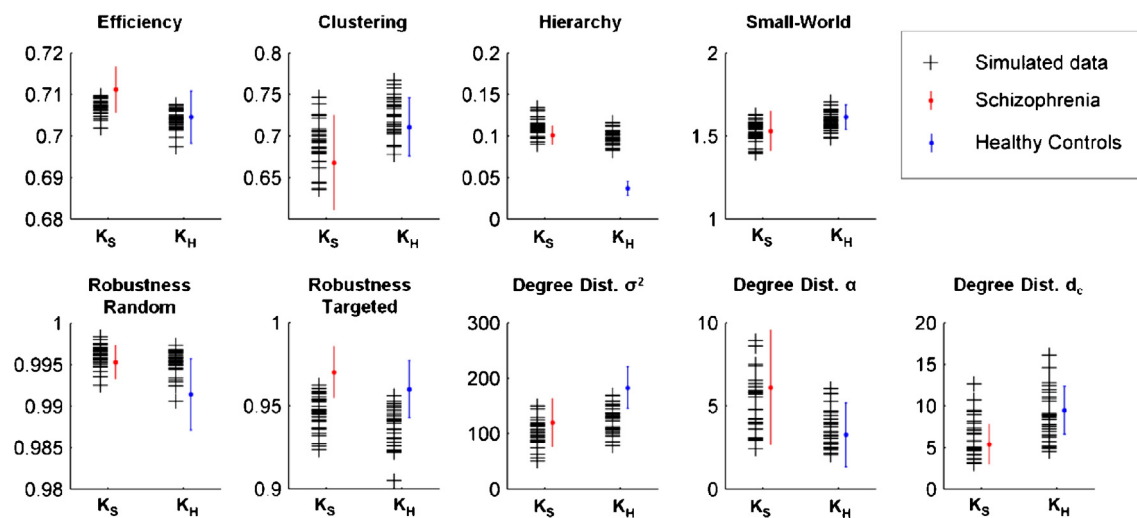 Efficiency
0.72
0.71
0.7
0.69
0.68
K_S K_H
Clustering
0.8
0.75
0.7
0.65
K_S K_H
Hierarchy
0.2
0.15
0.1
0.05
0
K_S K_H
Small-World
2
1.5
1
K_S K_H
Simulated data
Schizophrenia
Healthy Controls
Robustness
Random
1
0.995
0.99
0.985
0.98
K_S K_H
Robustness
Targeted
1
0.95
0.9
K_S K_H
Degree Dist. σ²
300
200
100
0
K_S K_H
Degree Dist. α
10
5
0
K_S K_H
Degree Dist. d_c
20
15
10
5
0
K_S K_H